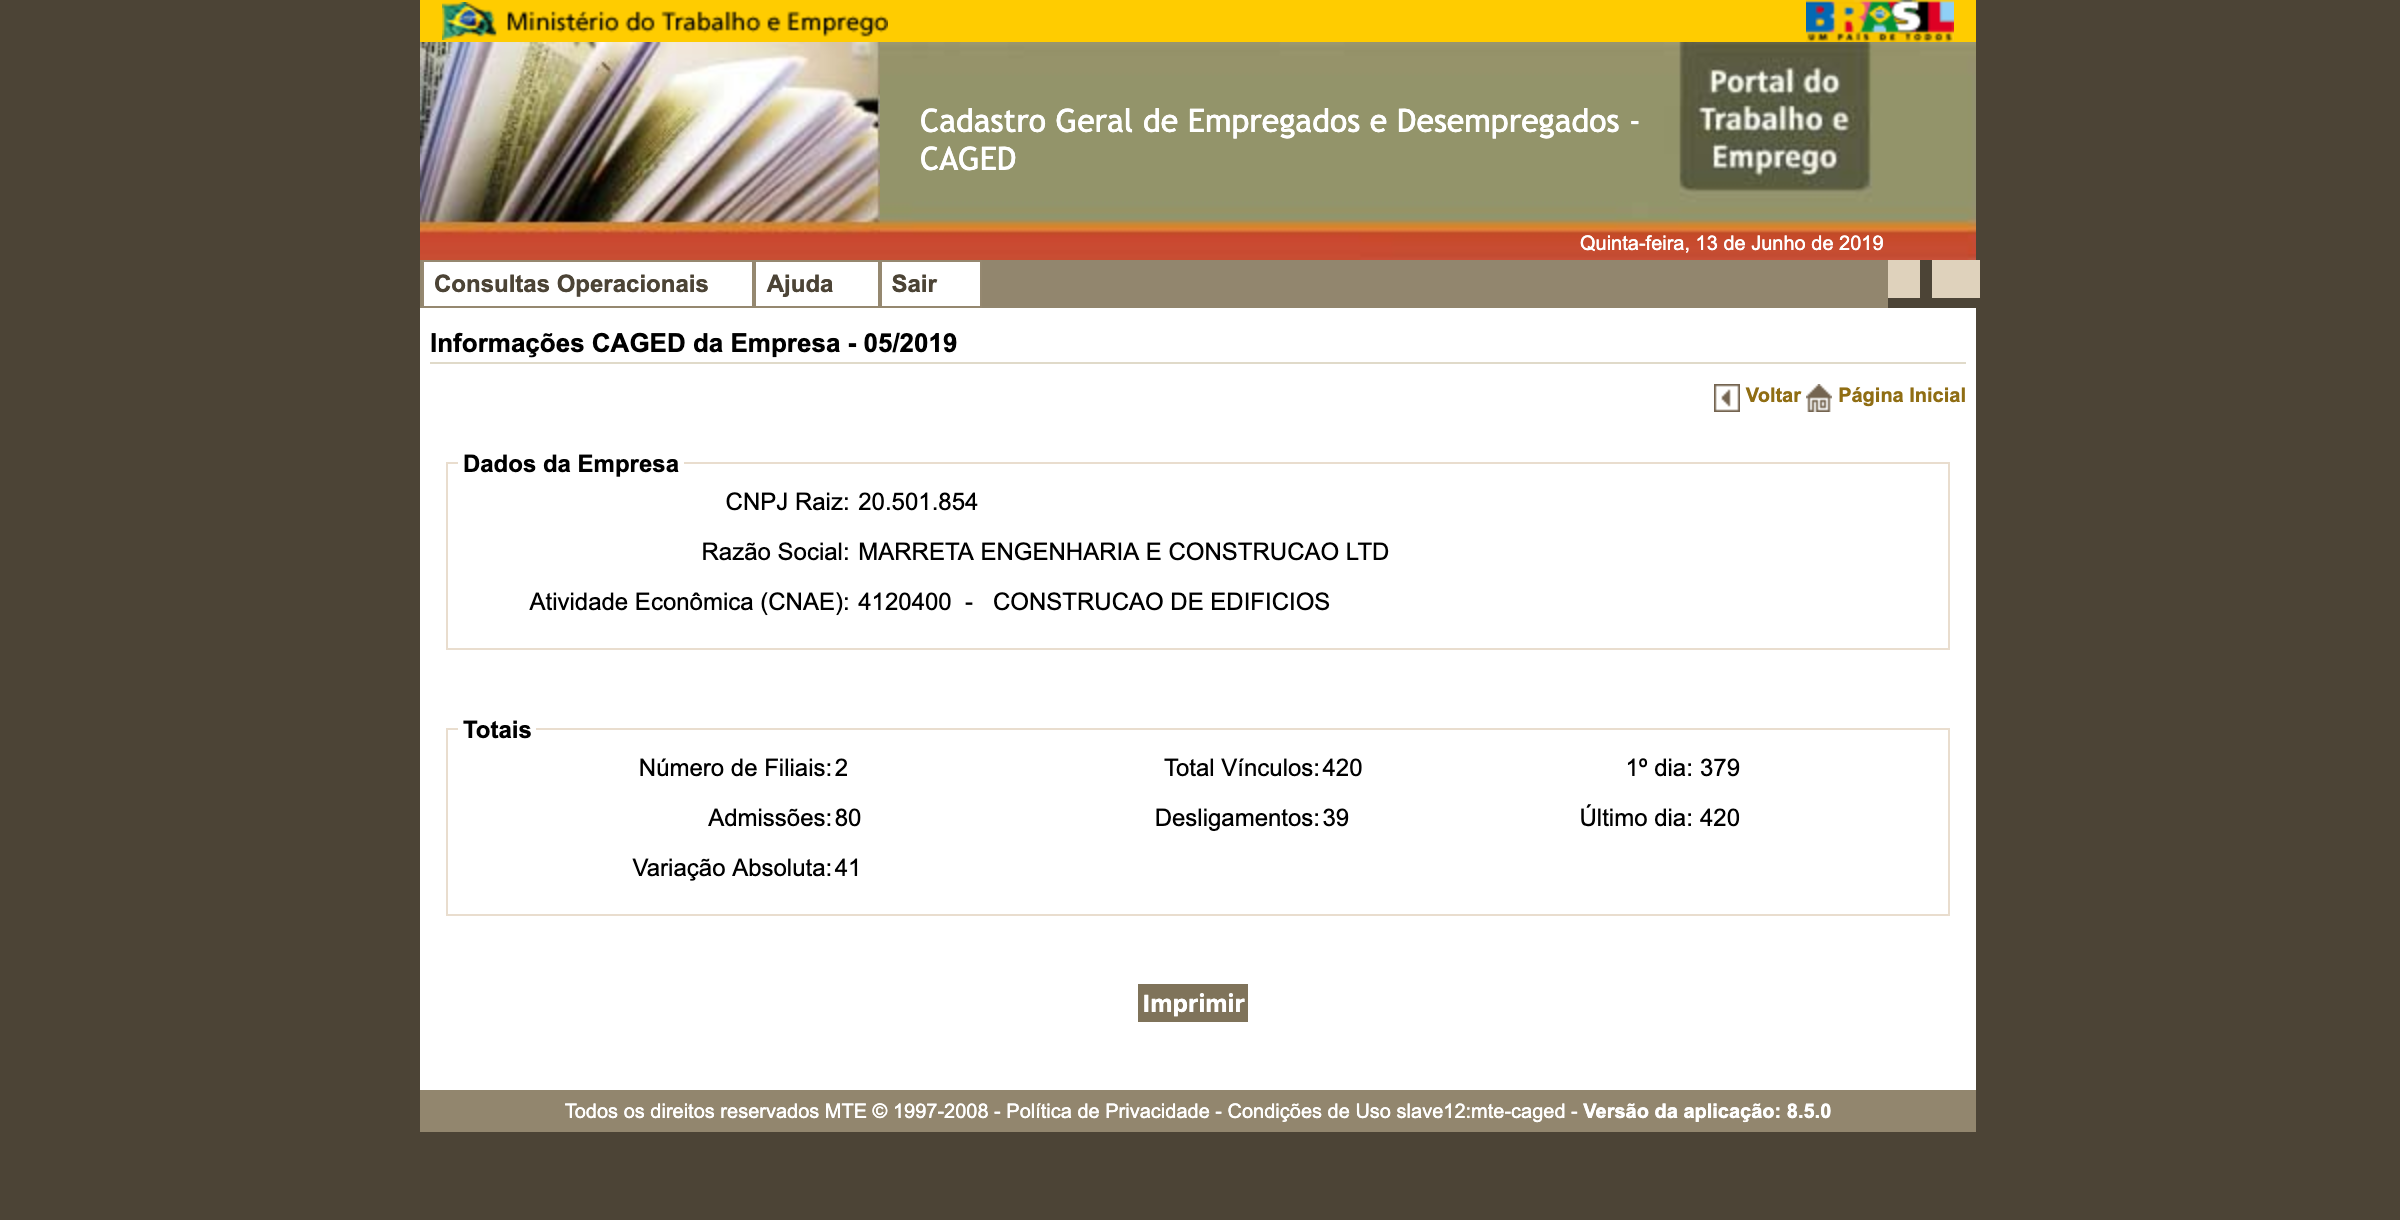 Ministério do Trabalho e Emprego
BRASIL
UM PAÍS DE TODOS
Cadastro Geral de Empregados e Desempregados -
CAGED
Portal do
Trabalho e
Emprego
Quinta-feira, 13 de Junho de 2019
Consultas Operacionais
Ajuda
Sair
Informações CAGED da Empresa - 05/2019
Voltar
Página Inicial
Dados da Empresa
CNPJ Raiz: 20.501.854
Razão Social: MARRETA ENGENHARIA E CONSTRUCAO LTD
Atividade Econômica (CNAE): 4120400 - CONSTRUCAO DE EDIFICIOS
Totais
Número de Filiais: 2 Total Vínculos: 420 1º dia: 379
Admissões: 80 Desligamentos: 39 Último dia: 420
Variação Absoluta: 41
Imprimir
Todos os direitos reservados MTE © 1997-2008 - Política de Privacidade - Condições de Uso slave12:mte-caged - Versão da aplicação: 8.5.0